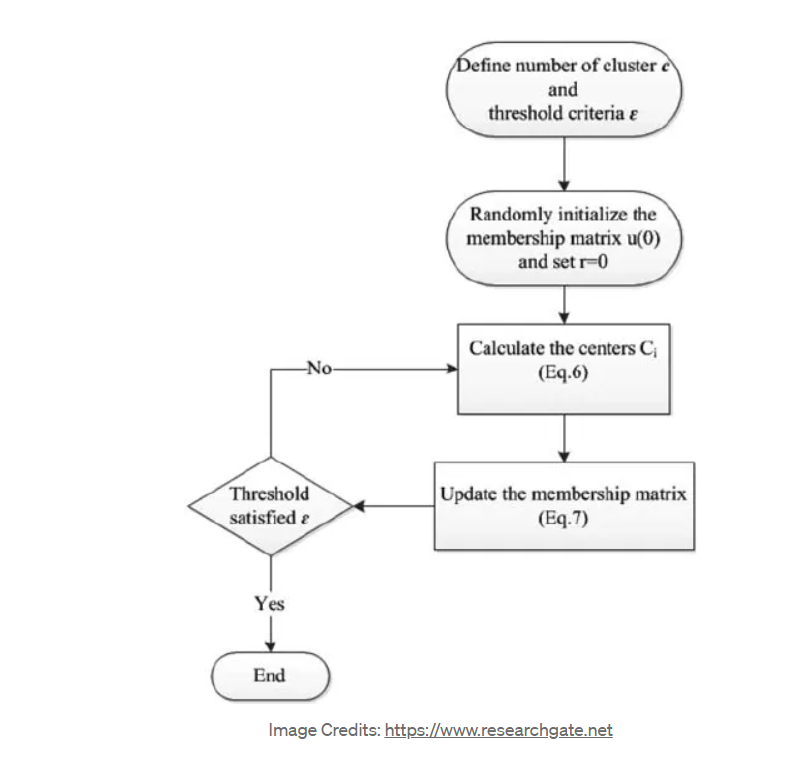 Define number of cluster c
and
threshold criteria ε
Randomly initialize the
membership matrix u(0)
and set r=0
Calculate the centers Cᵢ
(Eq.6)
No
Update the membership matrix
(Eq.7)
Threshold
satisfied ε
Yes
End
Image Credits: https://www.researchgate.net